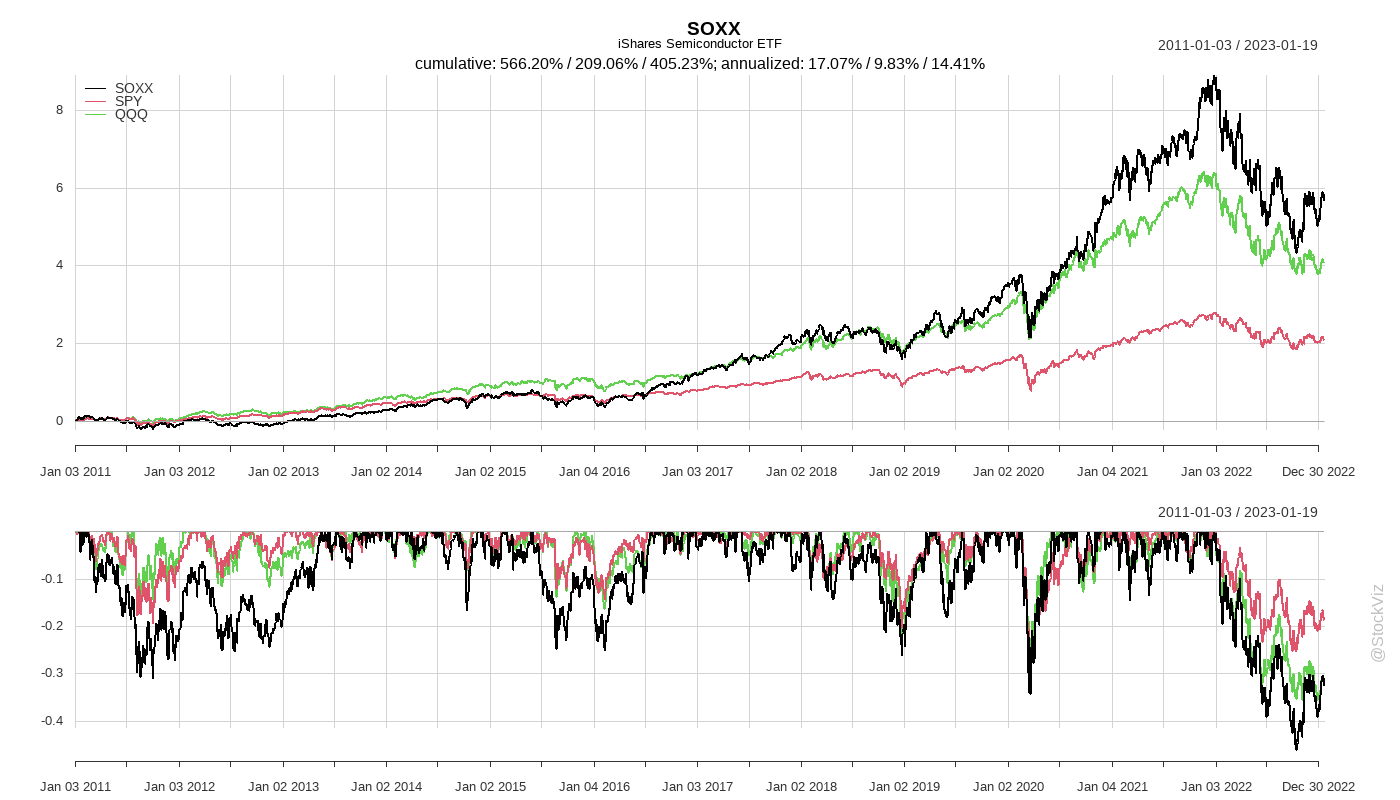 SOXX
iShares Semiconductor ETF
2011-01-03 / 2023-01-19
cumulative: 566.20% / 209.06% / 405.23%; annualized: 17.07% / 9.83% / 14.41%
SOXX
SPY
QQQ
8
6
4
2
0
Jan 03 2011 Jan 03 2012 Jan 02 2013 Jan 02 2014 Jan 02 2015 Jan 04 2016 Jan 03 2017 Jan 02 2018 Jan 02 2019 Jan 02 2020 Jan 04 2021 Jan 03 2022 Dec 30 2022
2011-01-03 / 2023-01-19
-0.1
-0.2
-0.3
-0.4
Jan 03 2011 Jan 03 2012 Jan 02 2013 Jan 02 2014 Jan 02 2015 Jan 04 2016 Jan 03 2017 Jan 02 2018 Jan 02 2019 Jan 02 2020 Jan 04 2021 Jan 03 2022 Dec 30 2022
@StockViz